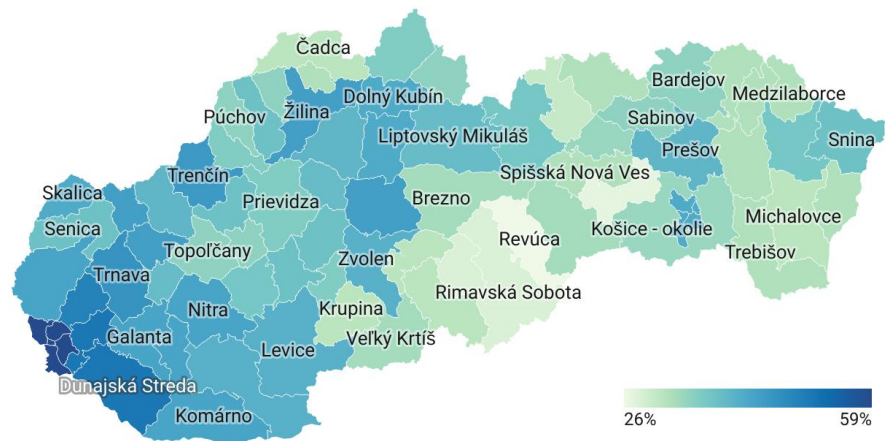 Čadca
Bardejov
Medzilaborce
Dolný Kubín
Púchov
Žilina
Sabinov
Liptovský Mikuláš
Prešov
Snina
Trenčín
Spišská Nová Ves
Skalica
Prievidza
Brezno
Michalovce
Senica
Košice - okolie
Revúca
Topoľčany
Zvolen
Trebišov
Trnava
Rimavská Sobota
Nitra
Krupina
Galanta
Veľký Krtíš
Levice
Dunajská Streda
Komárno
26%
59%